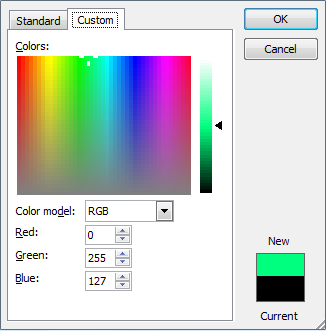 Standard Custom
OK
Cancel
Colors:
Color model: RGB
Red: 0
Green: 255
Blue: 127
New
Current